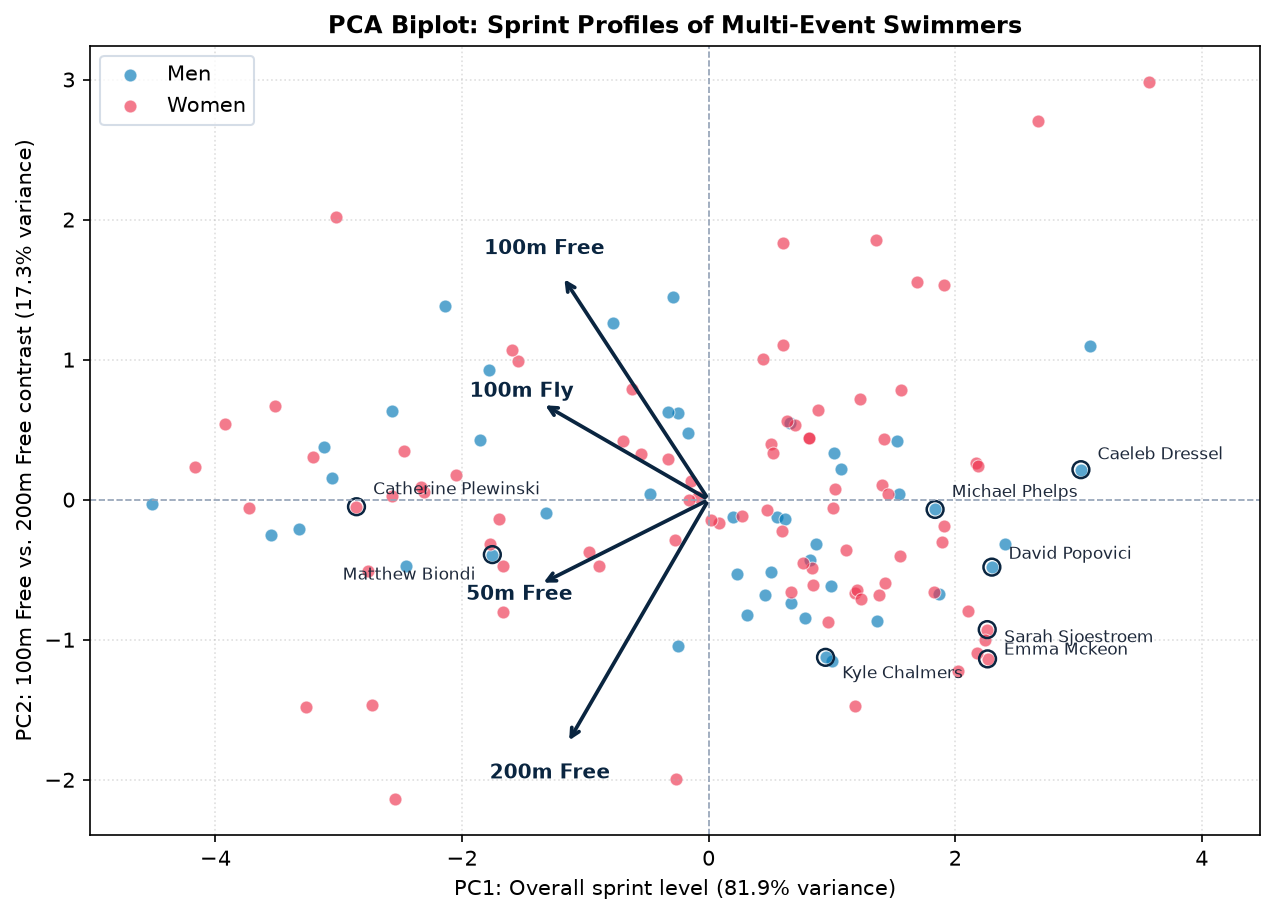 PCA Biplot: Sprint Profiles of Multi-Event Swimmers
Men
Women
PC2: 100m Free vs. 200m Free contrast (17.3% variance)
3
2
1
0
−1
−2
100m Free
100m Fly
50m Free
200m Free
Caeleb Dressel
Michael Phelps
Catherine Plewinski
David Popovici
Matthew Biondi
Sarah Sjoestroem
Emma Mckeon
Kyle Chalmers
−4
−2
0
2
4
PC1: Overall sprint level (81.9% variance)